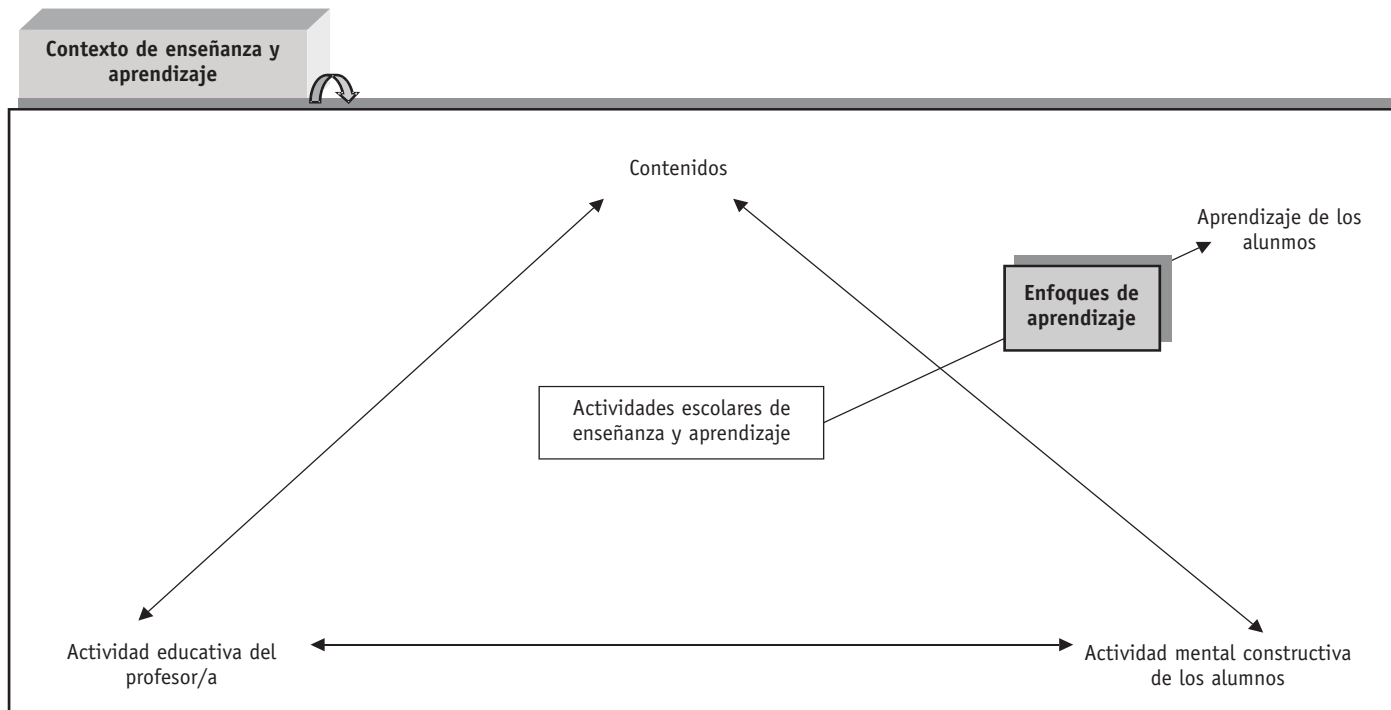 Contexto de enseñanza y
aprendizaje
Contenidos
Aprendizaje de los
alunmos
Enfoques de
aprendizaje
Actividades escolares de
enseñanza y aprendizaje
Actividad educativa del
profesor/a
Actividad mental constructiva
de los alumnos